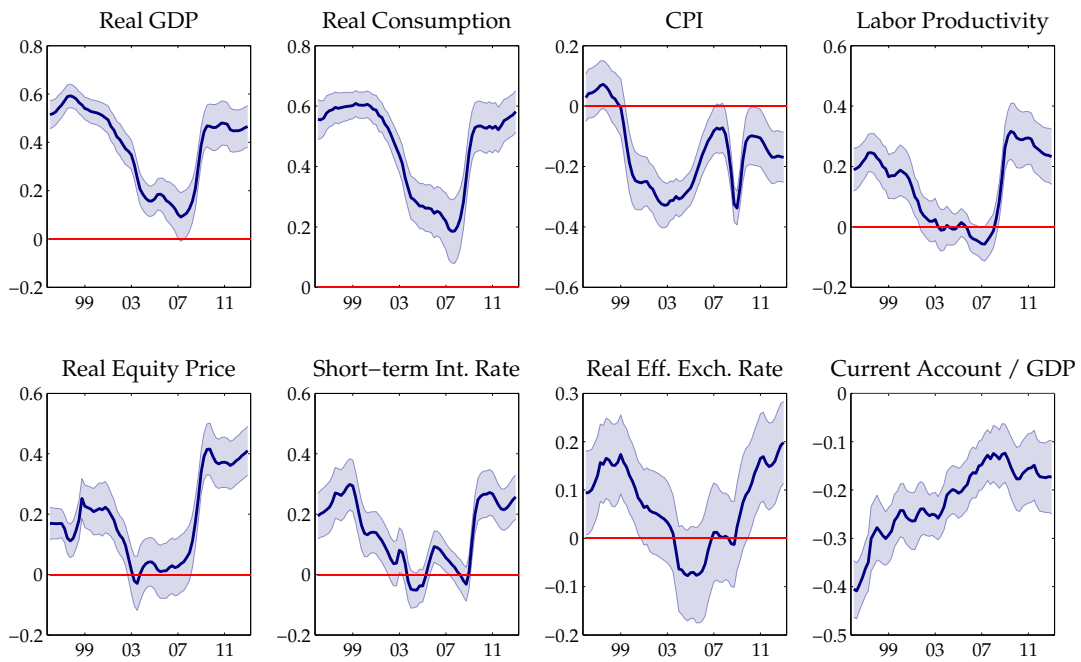 Real GDP
0.8
0.6
0.4
0.2
0
−0.2
99 03 07 11
Real Consumption
0.8
0.6
0.4
0.2
0
99 03 07 11
CPI
0.2
0
−0.2
−0.4
−0.6
99 03 07 11
Labor Productivity
0.6
0.4
0.2
0
−0.2
99 03 07 11
Real Equity Price
0.6
0.4
0.2
0
−0.2
99 03 07 11
Short−term Int. Rate
0.6
0.4
0.2
0
−0.2
99 03 07 11
Real Eff. Exch. Rate
0.3
0.2
0.1
0
−0.1
−0.2
99 03 07 11
Current Account / GDP
0
−0.1
−0.2
−0.3
−0.4
−0.5
99 03 07 11